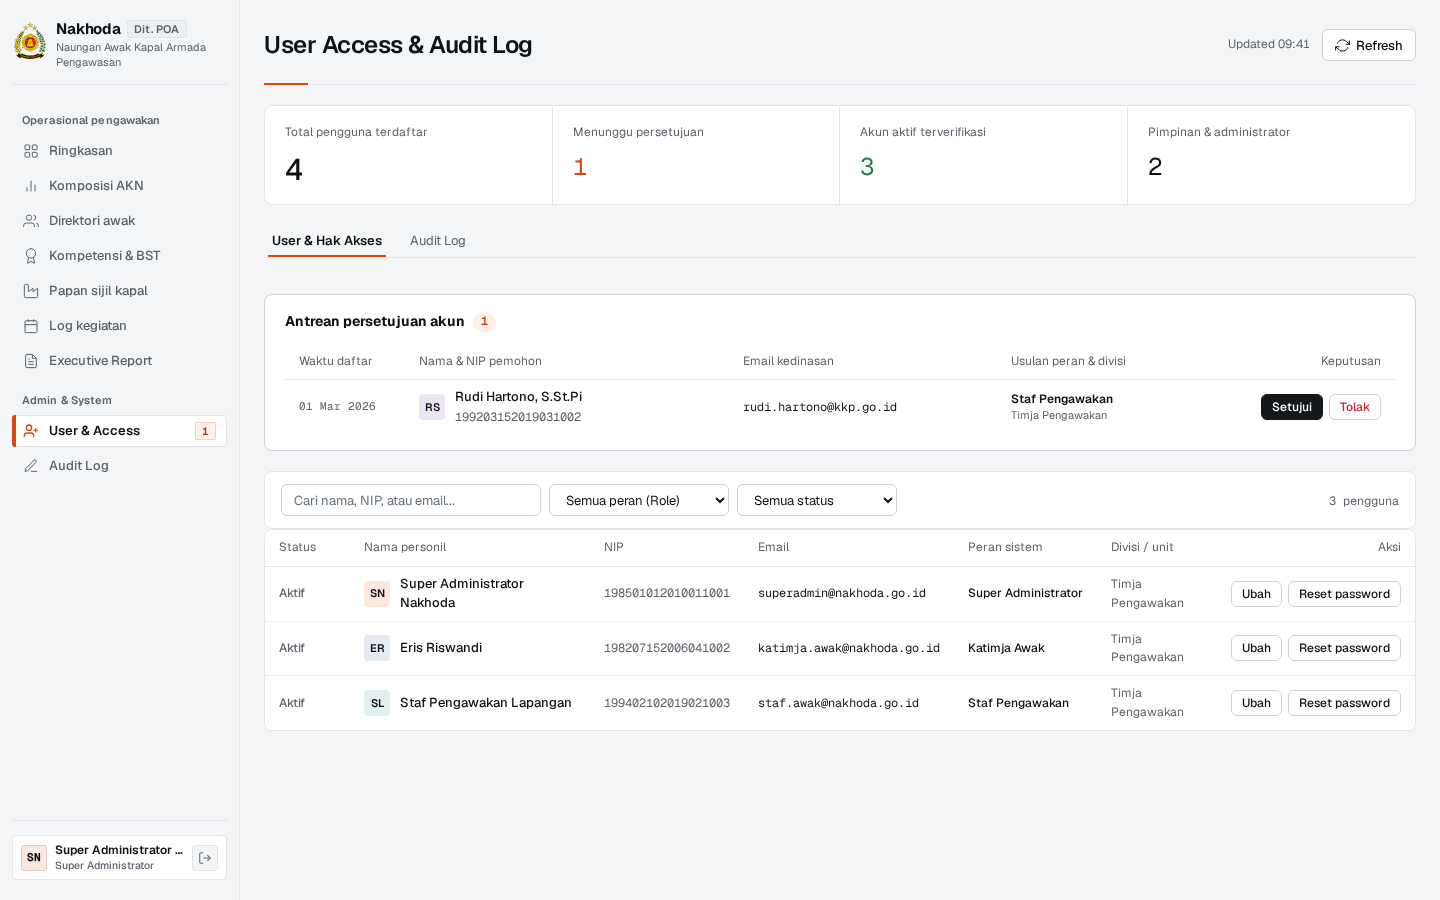 Nakhoda Dit. POA
Naungan Awak Kapal Armada
Pengawasan
Operasional pengawakan
Ringkasan
Komposisi AKN
Direktori awak
Kompetensi & BST
Papan sijil kapal
Log kegiatan
Executive Report
Admin & System
User & Access 1
Audit Log
SN Super Administrator ...
Super Administrator
User Access & Audit Log
Updated 09:41 Refresh
Total pengguna terdaftar
4
Menunggu persetujuan
1
Akun aktif terverifikasi
3
Pimpinan & administrator
2
User & Hak Akses Audit Log
Antrean persetujuan akun 1
Waktu daftar Nama & NIP pemohon Email kedinasan Usulan peran & divisi Keputusan
01 Mar 2026 RS Rudi Hartono, S.St.Pi rudi.hartono@kkp.go.id Staf Pengawakan Setujui Tolak
199203152019031002 Timja Pengawakan
Cari nama, NIP, atau email... Semua peran (Role) Semua status 3 pengguna
Status Nama personil NIP Email Peran sistem Divisi / unit Aksi
Aktif SN Super Administrator Nakhoda 198501012010011001 superadmin@nakhoda.go.id Super Administrator Timja Pengawakan Ubah Reset password
Aktif ER Eris Riswandi 198207152006041002 katimja.awak@nakhoda.go.id Katimja Awak Timja Pengawakan Ubah Reset password
Aktif SL Staf Pengawakan Lapangan 199402102019021003 staf.awak@nakhoda.go.id Staf Pengawakan Timja Pengawakan Ubah Reset password